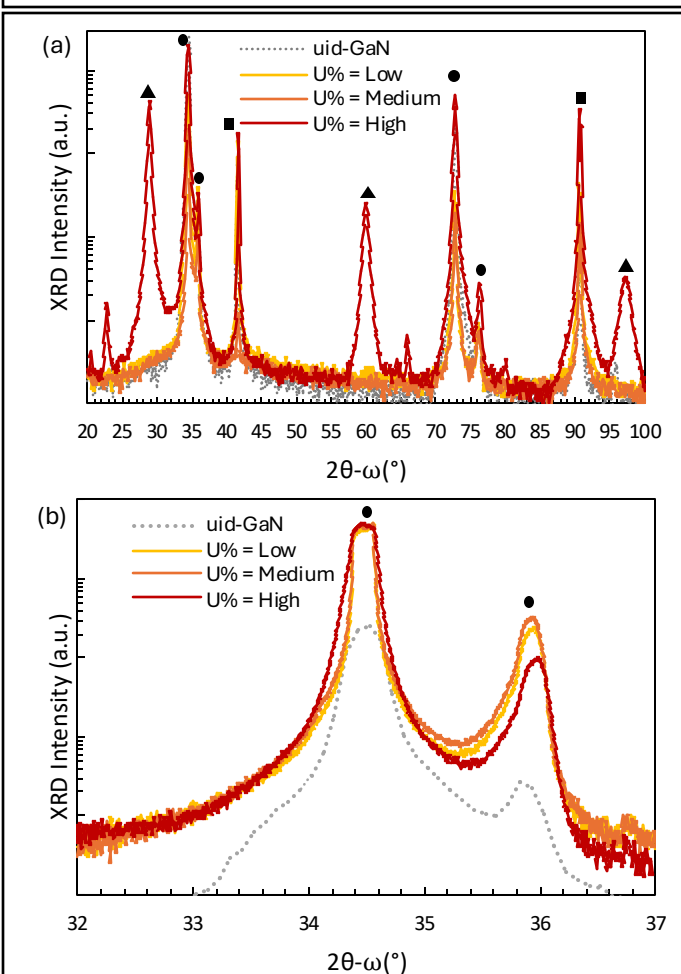 (a)
uid-GaN
U% = Low
U% = Medium
U% = High
XRD Intensity (a.u.)
20 25 30 35 40 45 50 55 60 65 70 75 80 85 90 95 100
2θ-ω(°)
(b)
uid-GaN
U% = Low
U% = Medium
U% = High
XRD Intensity (a.u.)
32 33 34 35 36 37
2θ-ω(°)